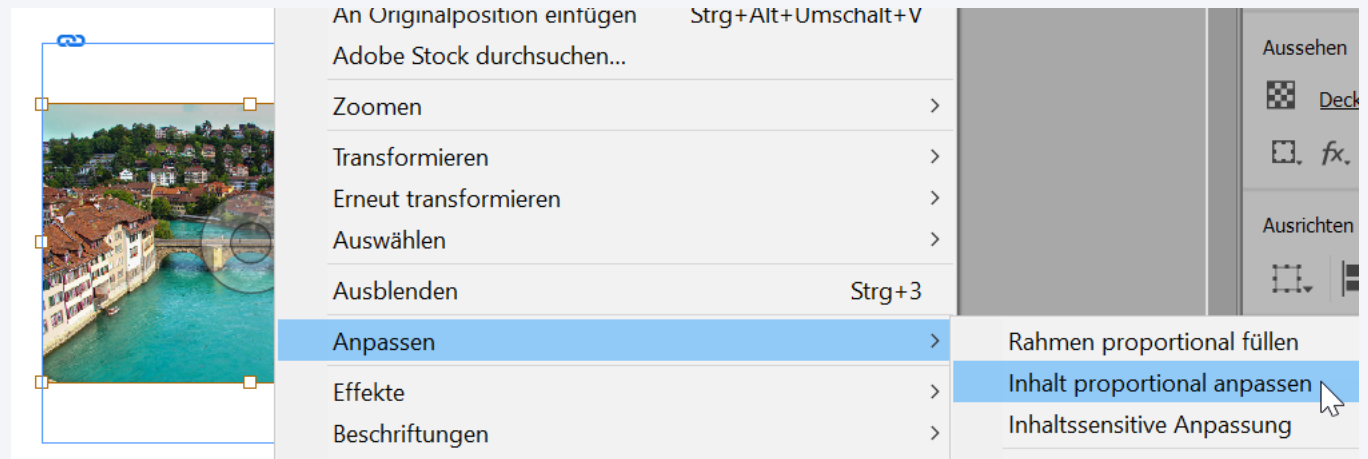 An Originalposition einfügen Strg+Alt+Umschalt+V
Adobe Stock durchsuchen...
Zoomen
Transformieren
Erneut transformieren
Auswählen
Ausblenden Strg+3
Anpassen
Effekte
Beschriftungen
Rahmen proportional füllen
Inhalt proportional anpassen
Inhaltssensitive Anpassung
Aussehen
Deck
fx.
Ausrichten